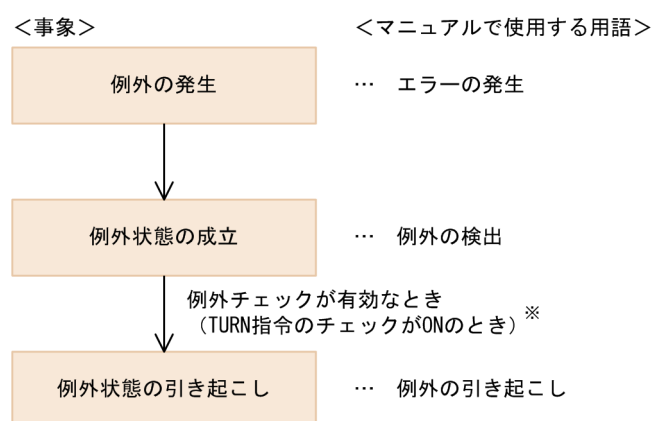 ＜事象＞　＜マニュアルで使用する用語＞
例外の発生　…　エラーの発生
例外状態の成立　…　例外の検出
例外チェックが有効なとき
（TURN指令のチェックがONのとき）※
例外状態の引き起こし　…　例外の引き起こし